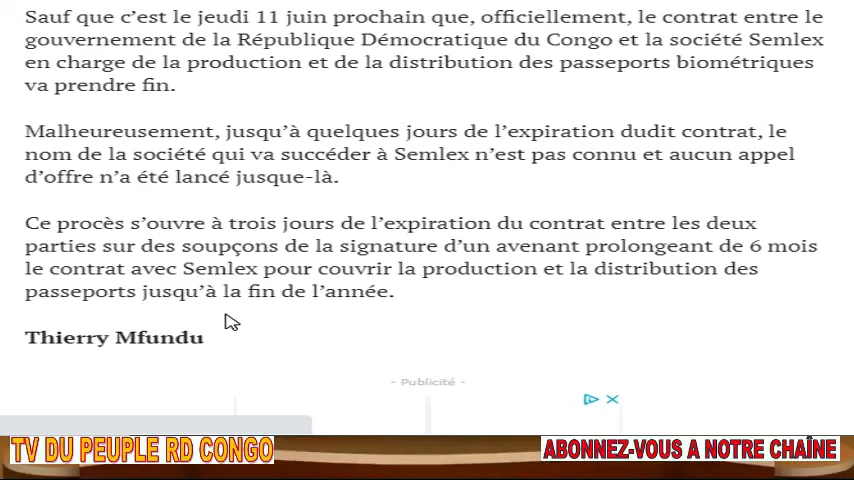 Sauf que c’est le jeudi 11 juin prochain que, officiellement, le contrat entre le
gouvernement de la République Démocratique du Congo et la société Semlex
en charge de la production et de la distribution des passeports biométriques
va prendre fin.
Malheureusement, jusqu’à quelques jours de l’expiration dudit contrat, le
nom de la société qui va succéder à Semlex n’est pas connu et aucun appel
d’offre n’a été lancé jusque-là.
Ce procès s’ouvre à trois jours de l’expiration du contrat entre les deux
parties sur des soupçons de la signature d’un avenant prolongeant de 6 mois
le contrat avec Semlex pour couvrir la production et la distribution des
passeports jusqu’à la fin de l’année.
Thierry Mfundu
- Publicité -
TV DU PEUPLE RD CONGO
ABONNEZ-VOUS A NOTRE CHAÎNE